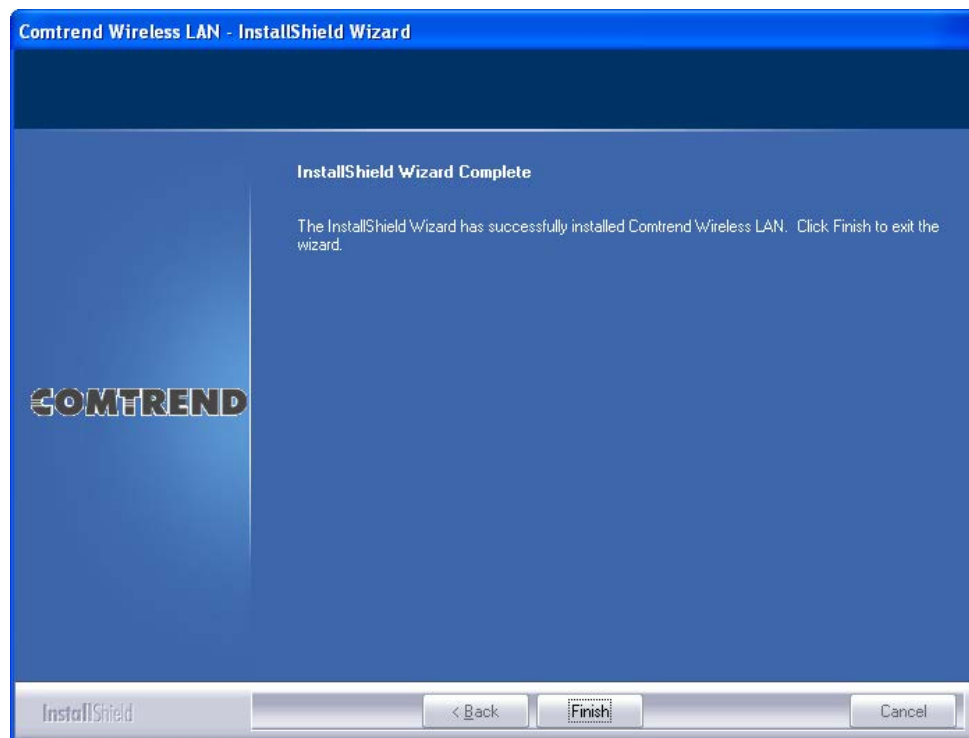 Comtrend Wireless LAN - InstallShield Wizard
InstallShield Wizard Complete
The InstallShield Wizard has successfully installed Comtrend Wireless LAN. Click Finish to exit the
wizard.
COMTREND
InstallShield
< Back
Finish
Cancel